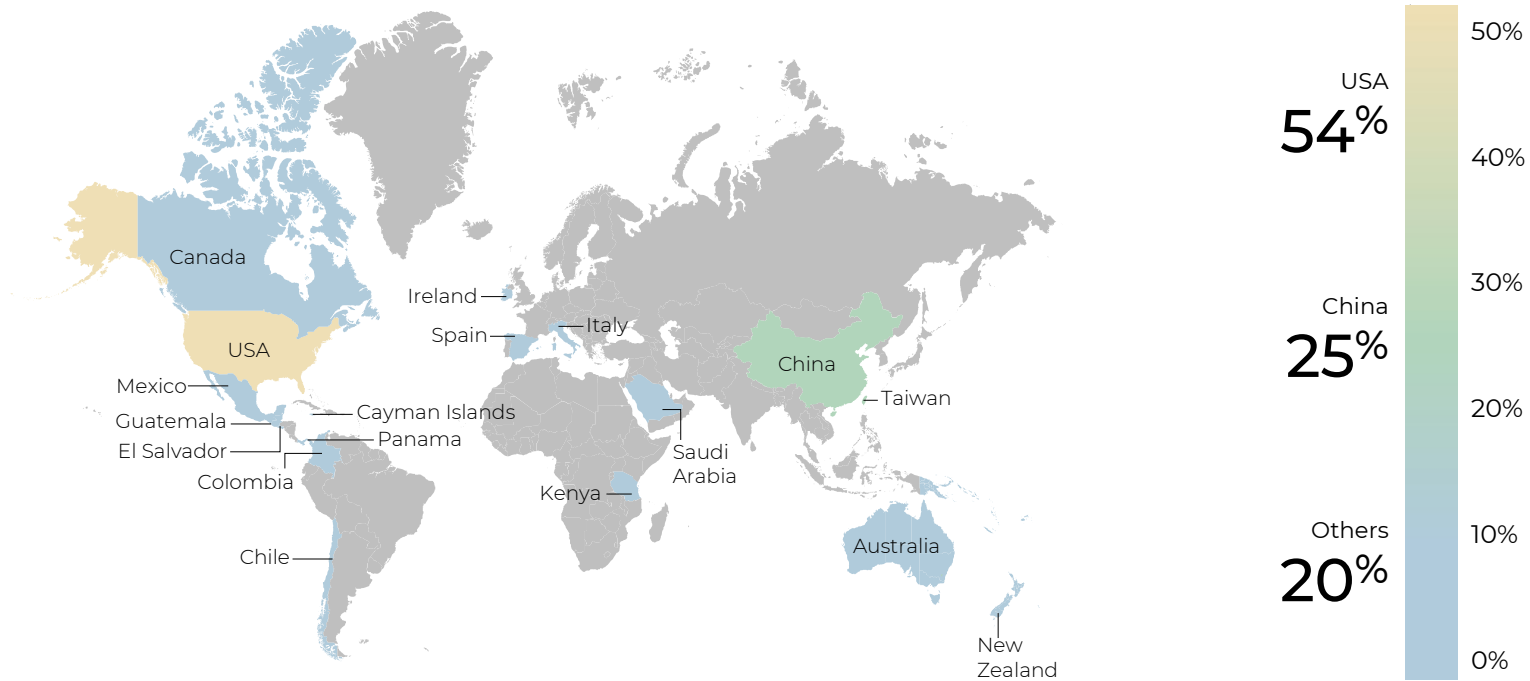 Canada
USA
Mexico
Guatemala
El Salvador
Colombia
Chile
Cayman Islands
Panama
Ireland
Spain
Italy
Kenya
Saudi
Arabia
China
Taiwan
Australia
New
Zealand
USA
54%
China
25%
Others
20%
50%
40%
30%
20%
10%
0%